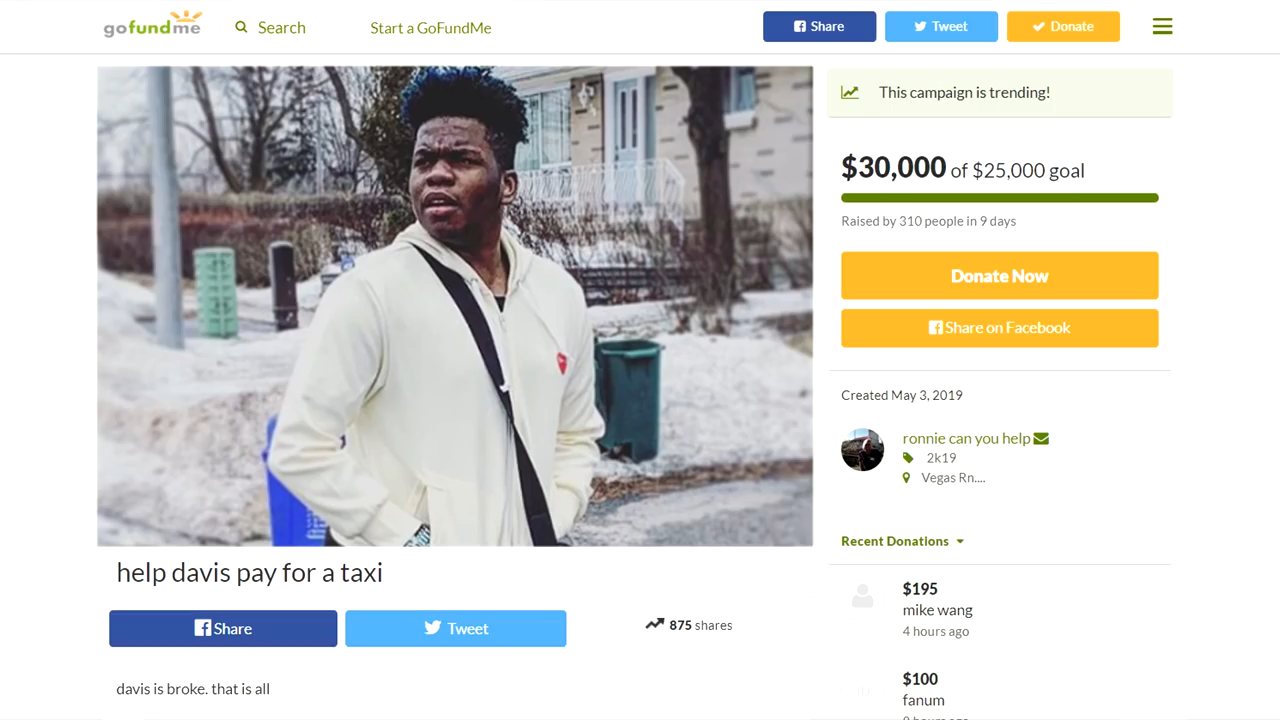 gofundme
Search
Start a GoFundMe
Share
Tweet
Donate
This campaign is trending!
$30,000 of $25,000 goal
Raised by 310 people in 9 days
Donate Now
Share on Facebook
Created May 3, 2019
ronnie can you help
2k19
Vegas Rn....
Recent Donations
$195
mike wang
4 hours ago
$100
fanum
help davis pay for a taxi
Share
Tweet
875 shares
davis is broke. that is all